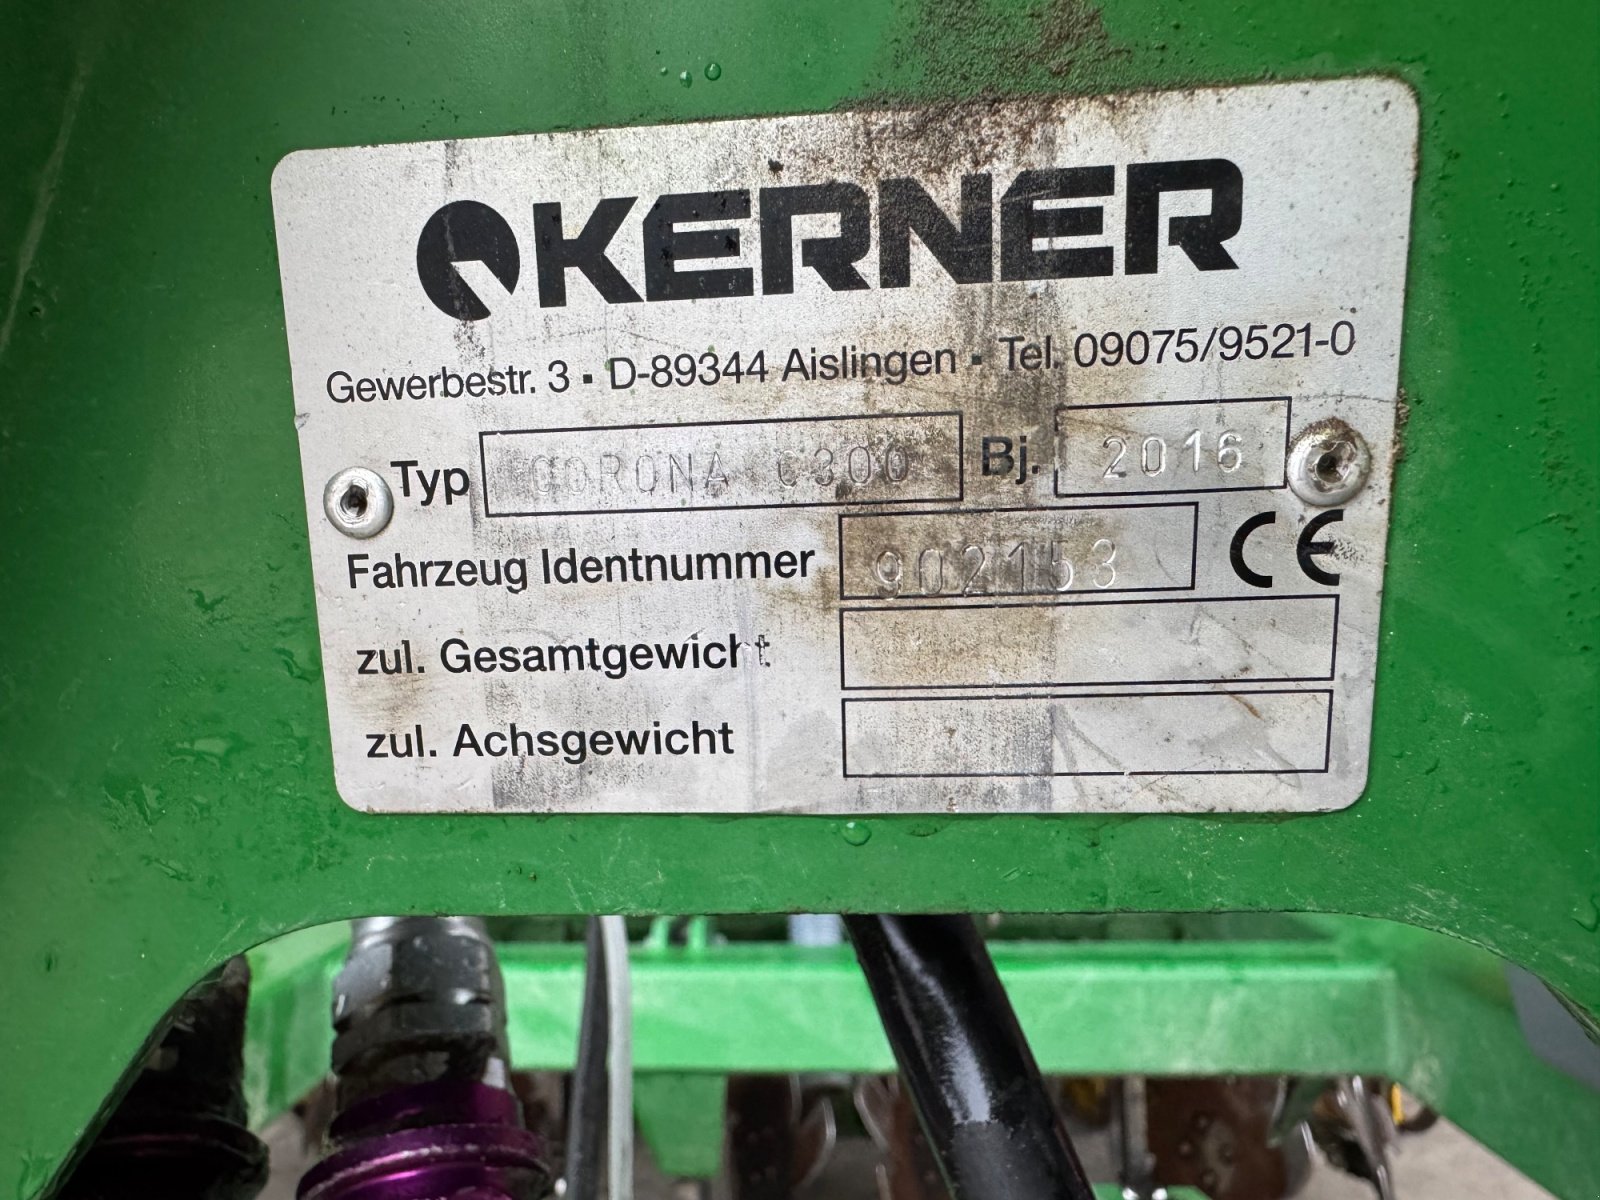 KERNER
Gewerbestr. 3 ▪ D-89344 Aislingen ▪ Tel. 09075/9521-0
Typ CORONA C300 Bj. 2016
Fahrzeug Identnummer 902153 CE
zul. Gesamtgewicht
zul. Achsgewicht